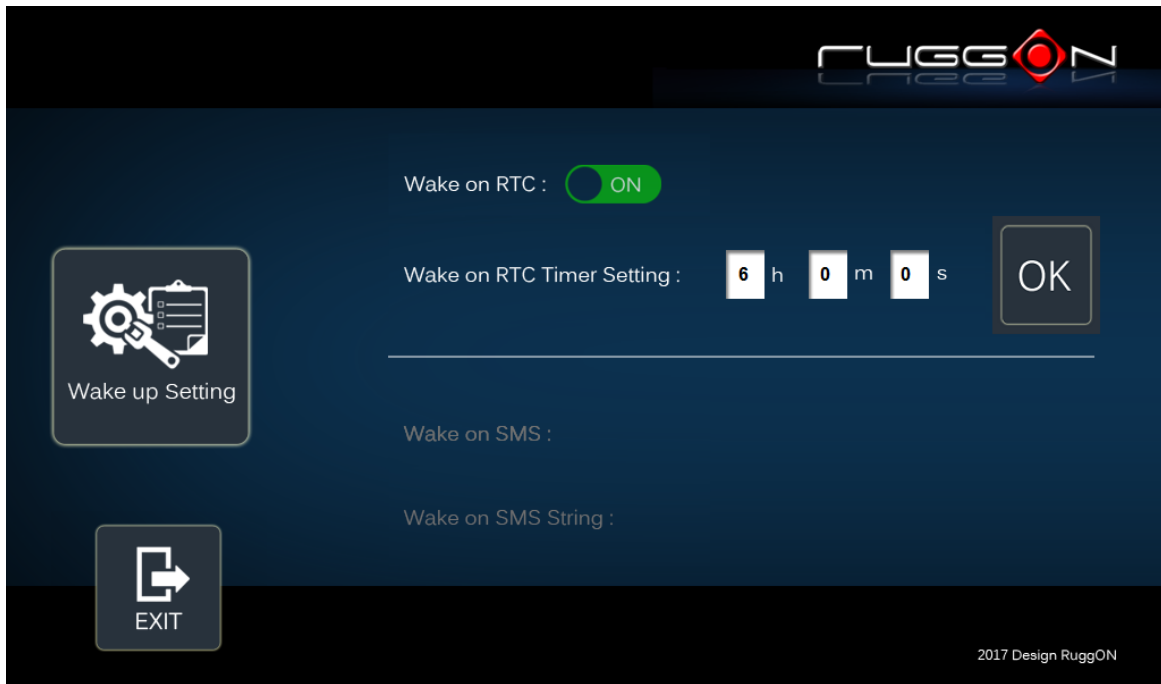 ruggON
Wake on RTC : ON
Wake on RTC Timer Setting : 6 h 0 m 0 s
OK
Wake up Setting
Wake on SMS :
Wake on SMS String :
EXIT
2017 Design RuggON